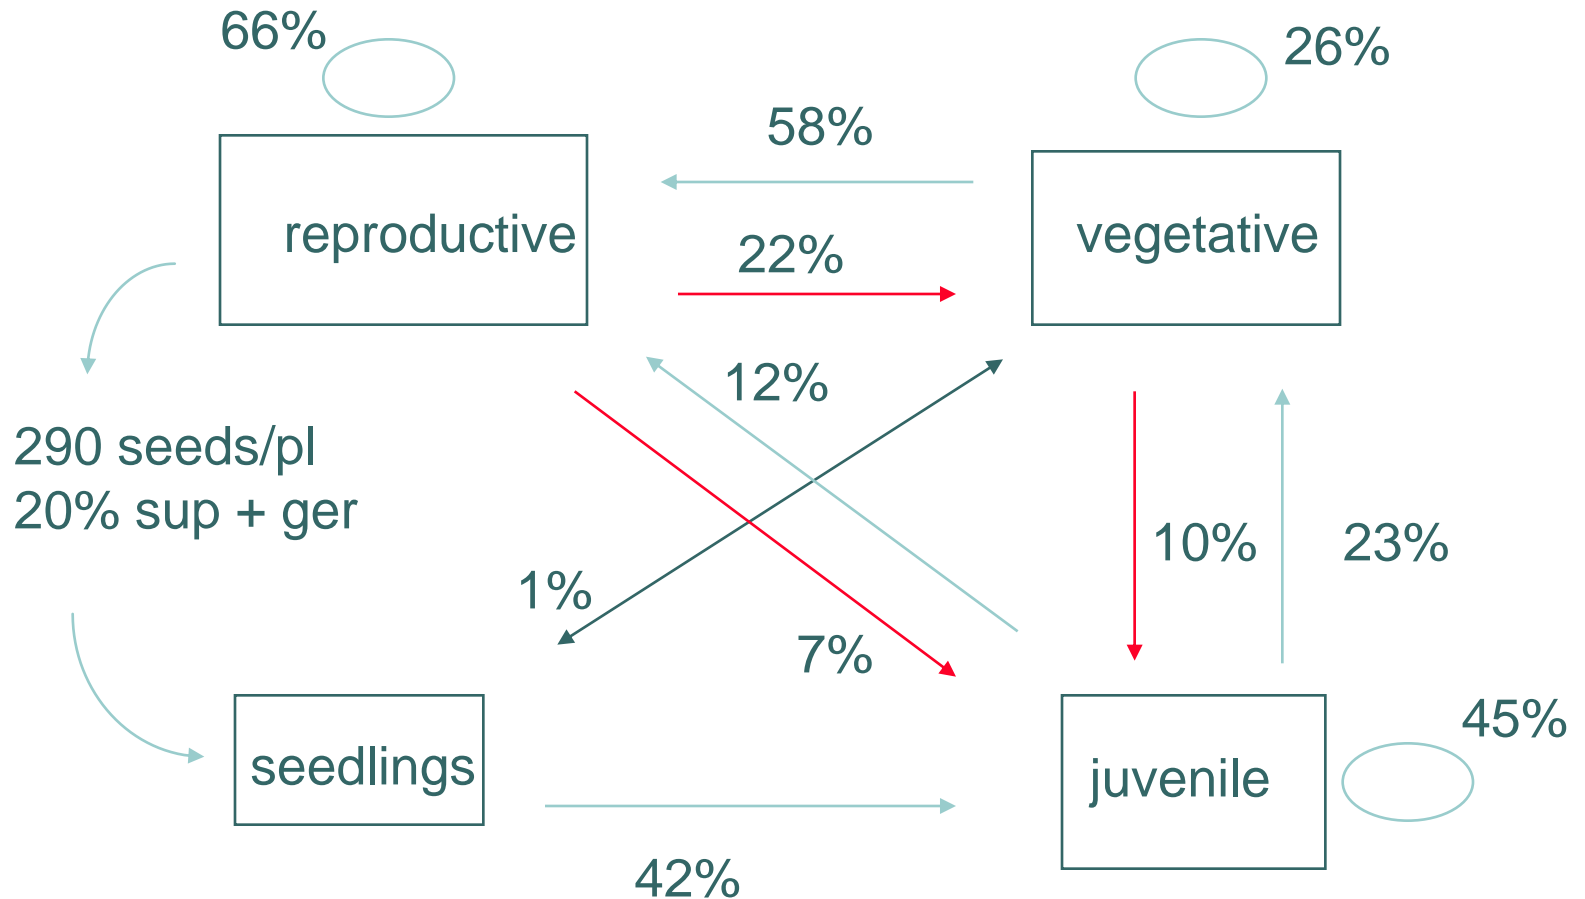 66%
26%
58%
reproductive
vegetative
22%
12%
290 seeds/pl
20% sup + ger
10%
23%
1%
7%
45%
seedlings
juvenile
42%